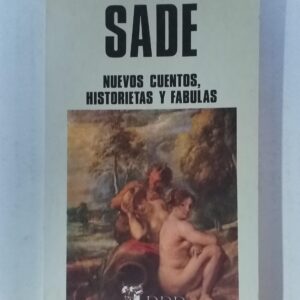 SADE
NUEVOS CUENTOS,
HISTORIETAS Y FABULAS